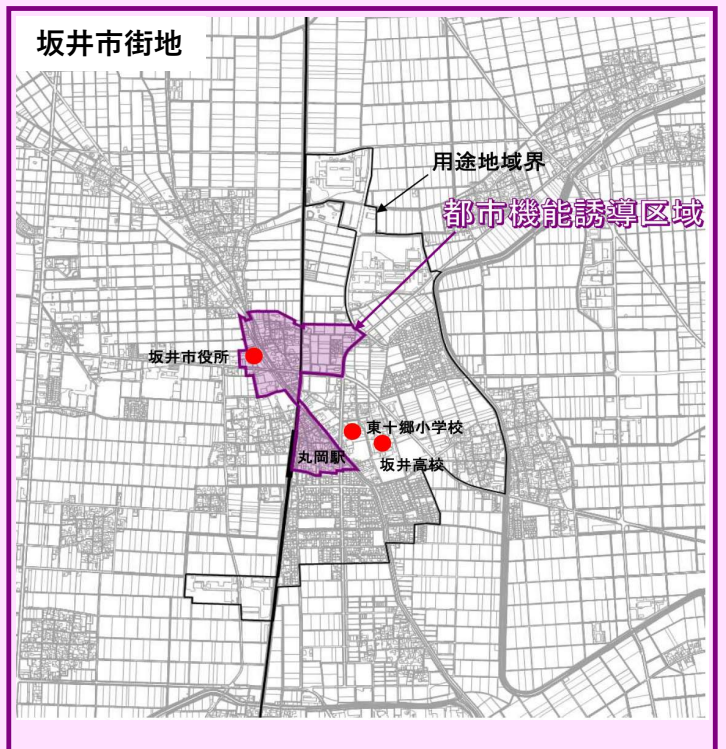 坂井市街地
用途地域界
都市機能誘導区域
坂井市役所
東十郷小学校
丸岡駅
坂井高校